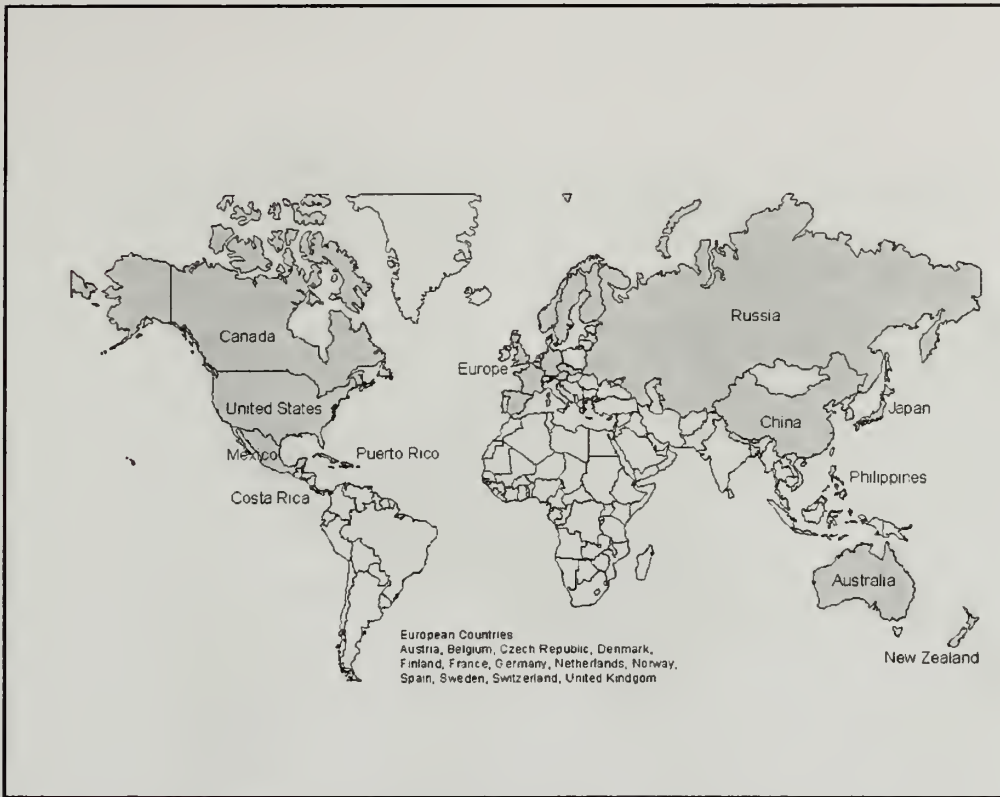 Russia
Canada
Europe
United States
China
Japan
Mexico
Puerto Rico
Philippines
Costa Rica
Australia
European Countries
Austria, Belgium, Czech Republic, Denmark,
Finland, France, Germany, Netherlands, Norway,
Spain, Sweden, Switzerland, United Kindgom
New Zealand